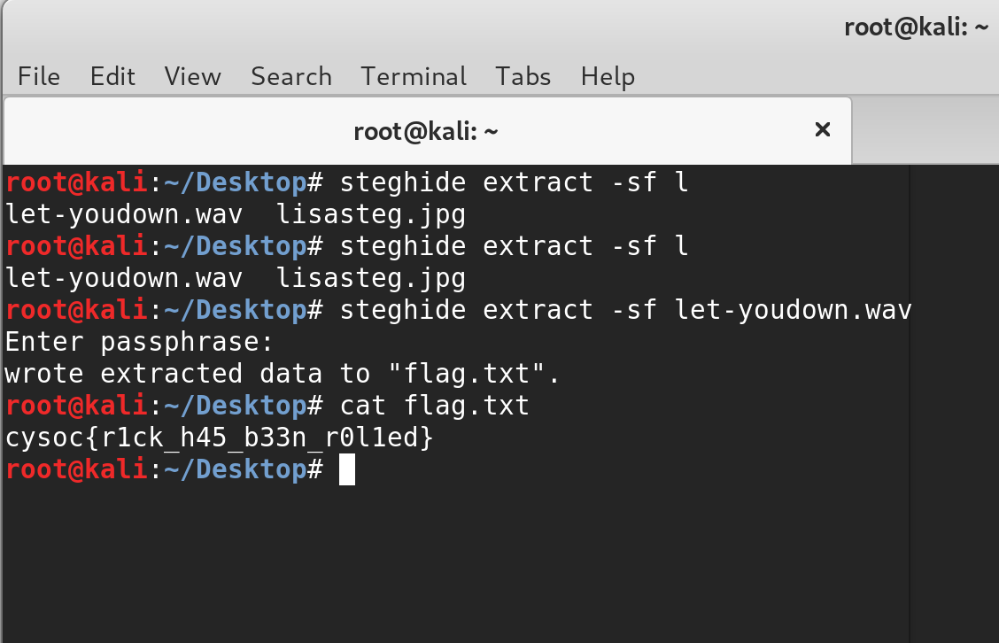 root@kali: ~
File Edit View Search Terminal Tabs Help
root@kali: ~ ×
root@kali:~/Desktop# steghide extract -sf l
let-youdown.wav  lisasteg.jpg
root@kali:~/Desktop# steghide extract -sf l
let-youdown.wav  lisasteg.jpg
root@kali:~/Desktop# steghide extract -sf let-youdown.wav
Enter passphrase:
wrote extracted data to "flag.txt".
root@kali:~/Desktop# cat flag.txt
cysoc{r1ck_h45_b33n_r0l1ed}
root@kali:~/Desktop#